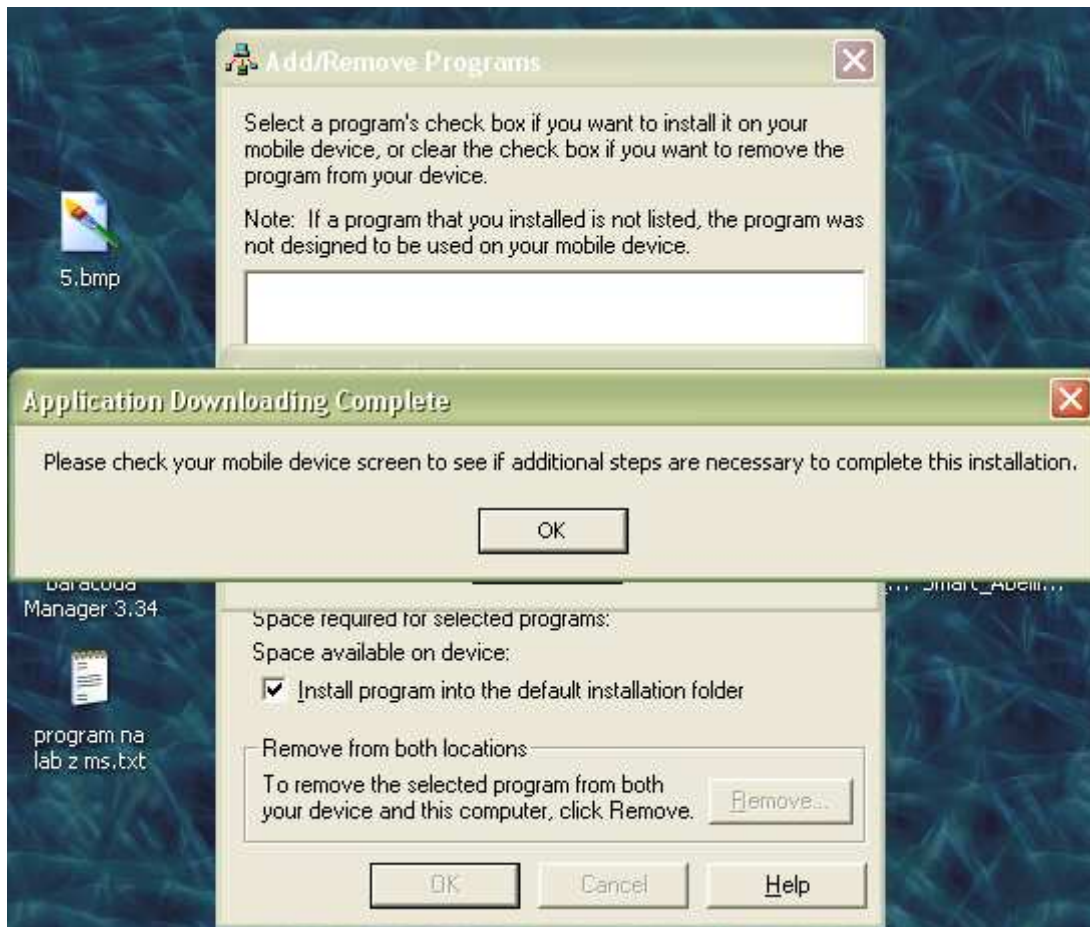 Add/Remove Programs
Select a program's check box if you want to install it on your
mobile device, or clear the check box if you want to remove the
program from your device.
Note: If a program that you installed is not listed, the program was
not designed to be used on your mobile device.
5.bmp
Application Downloading Complete
Please check your mobile device screen to see if additional steps are necessary to complete this installation.
OK
Baracoda
Manager 3.34
... Smart_Abelli...
Space required for selected programs:
Space available on device:
Install program into the default installation folder
program na
lab z ms.txt
Remove from both locations
To remove the selected program from both
your device and this computer, click Remove.
Remove...
OK
Cancel
Help